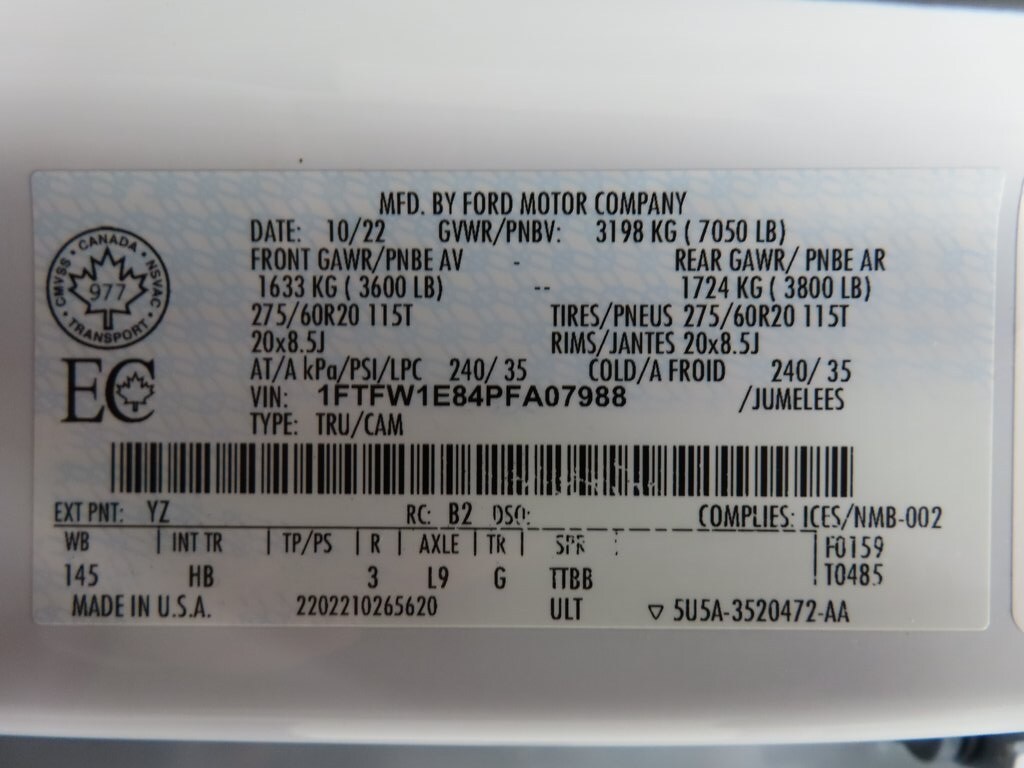 MFD. BY FORD MOTOR COMPANY
DATE: 10/22 GVWR/PNBV: 3198 KG ( 7050 LB)
FRONT GAWR/PNBE AV - REAR GAWR/ PNBE AR
1633 KG ( 3600 LB) -- 1724 KG ( 3800 LB)
275/60R20 115T TIRES/PNEUS 275/60R20 115T
20x8.5J RIMS/JANTES 20x8.5J
AT/A kPa/PSI/LPC 240/ 35 COLD/A FROID 240/ 35
VIN: 1FTFW1E84PFA07988 /JUMELEES
TYPE: TRU/CAM
CANADA
CMVSS
NSVAC
977
TRANSPORT
EC
EXT PNT: YZ RC: B2 DSO: COMPLIES: ICES/NMB-002
WB | INT TR | TP/PS | R | AXLE | TR | SPR F0159
145 HB 3 L9 G TTBB T0485
MADE IN U.S.A. 2202210265620 ULT ▽ 5U5A-3520472-AA